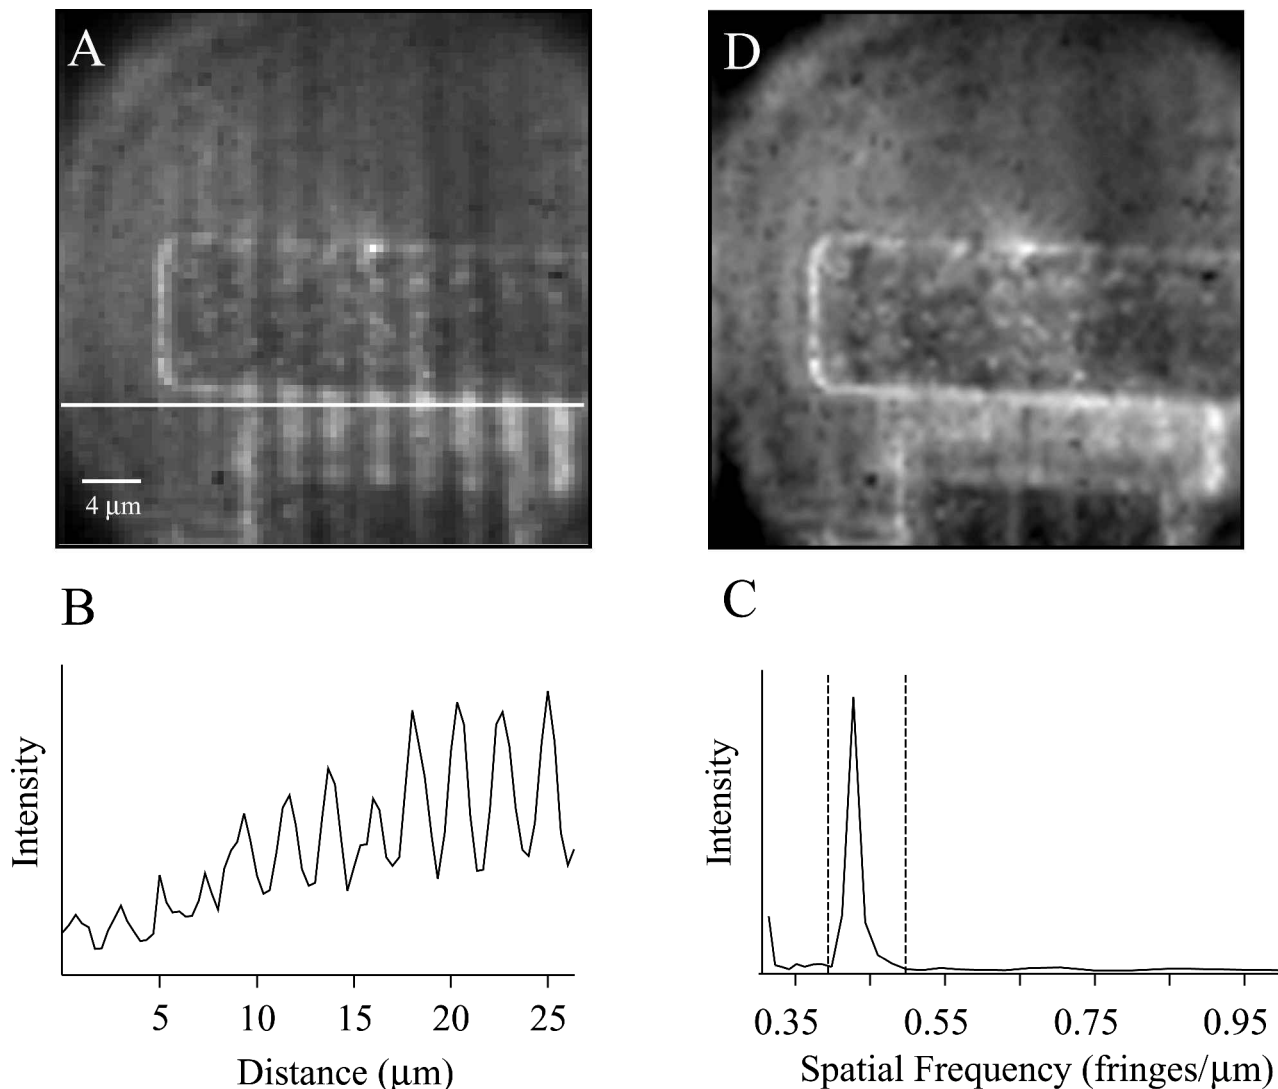 A
4 μm
D
B
Intensity
5 10 15 20 25
Distance (μm)
C
Intensity
0.35 0.55 0.75 0.95
Spatial Frequency (fringes/μm)